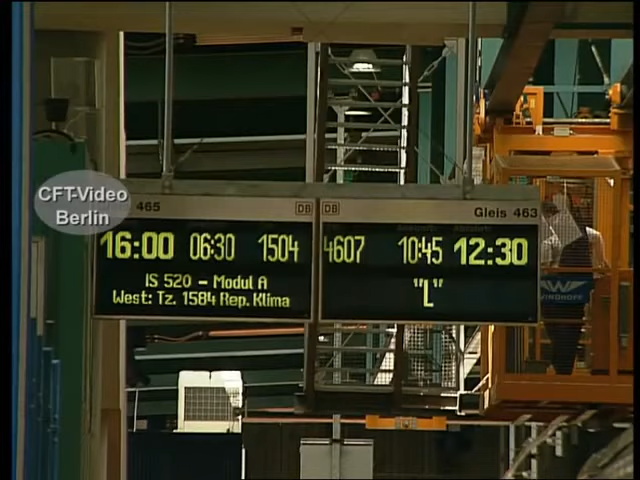 CFT-Video
Berlin
465 DB
16:00 06:30 1504
IS 520 - Modul A
West: Tz. 1584 Rep. Klima
DB Gleis 463
4607 10:45 12:30
"L"
WINDHOFF